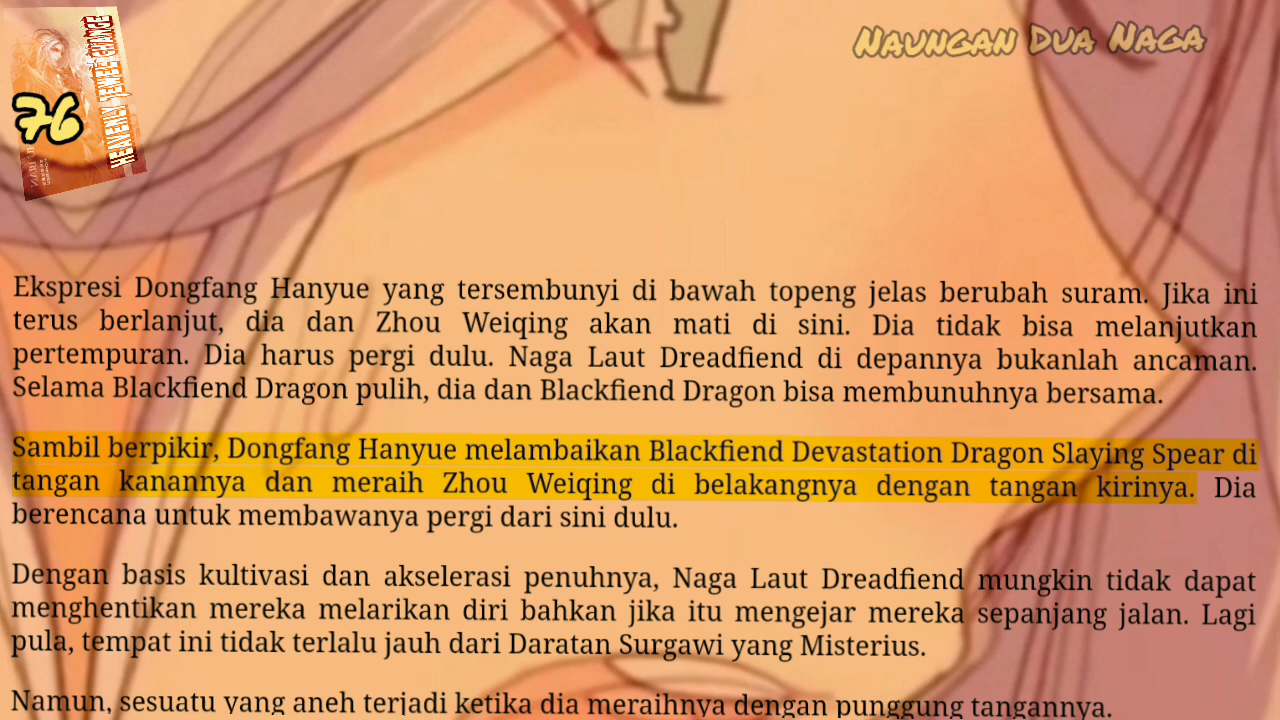 HEAVENLY JEWEL CHANGE
76
Naungan Dua Naga
Ekspresi Dongfang Hanyue yang tersembunyi di bawah topeng jelas berubah suram. Jika ini
terus berlanjut, dia dan Zhou Weiqing akan mati di sini. Dia tidak bisa melanjutkan
pertempuran. Dia harus pergi dulu. Naga Laut Dreadfiend di depannya bukanlah ancaman.
Selama Blackfiend Dragon pulih, dia dan Blackfiend Dragon bisa membunuhnya bersama.
Sambil berpikir, Dongfang Hanyue melambaikan Blackfiend Devastation Dragon Slaying Spear di
tangan kanannya dan meraih Zhou Weiqing di belakangnya dengan tangan kirinya. Dia
berencana untuk membawanya pergi dari sini dulu.
Dengan basis kultivasi dan akselerasi penuhnya, Naga Laut Dreadfiend mungkin tidak dapat
menghentikan mereka melarikan diri bahkan jika itu mengejar mereka sepanjang jalan. Lagi
pula, tempat ini tidak terlalu jauh dari Daratan Surgawi yang Misterius.
Namun, sesuatu yang aneh terjadi ketika dia meraihnya dengan punggung tangannya.